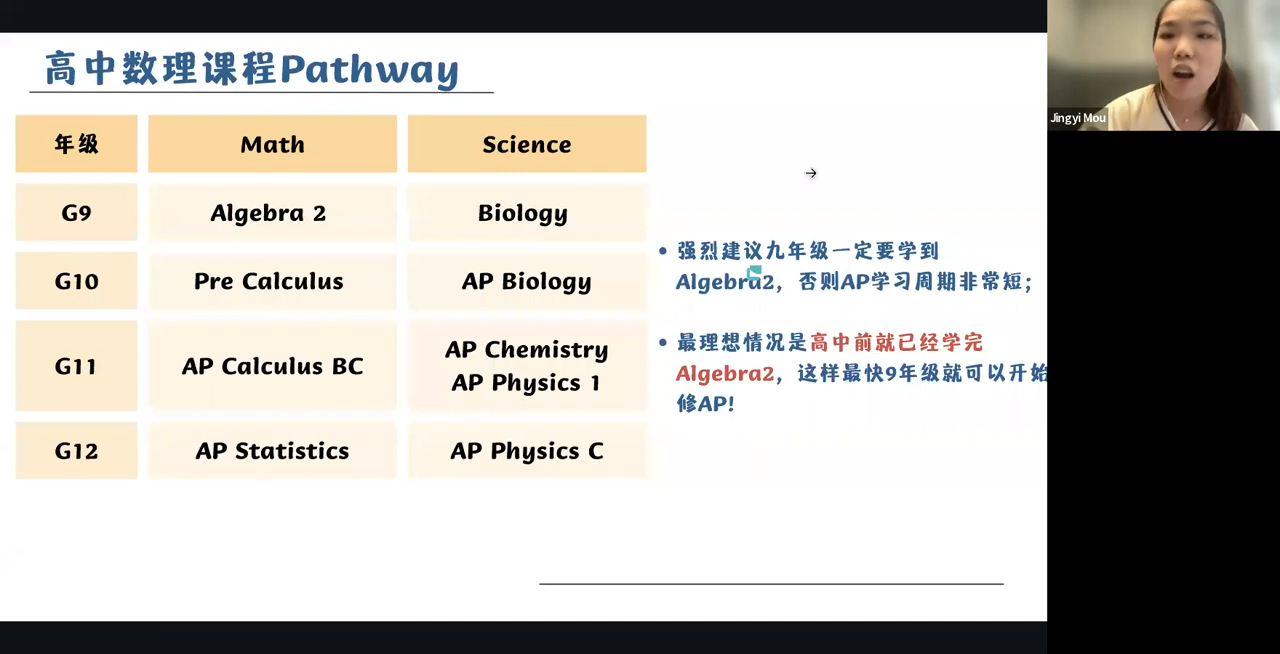 高中数理课程Pathway
年级 Math Science
G9 Algebra 2 Biology
G10 Pre Calculus AP Biology
G11 AP Calculus BC AP Chemistry
AP Physics 1
G12 AP Statistics AP Physics C
• 强烈建议九年级一定要学到
Algebra2，否则AP学习周期非常短；
• 最理想情况是高中前就已经学完
Algebra2，这样最快9年级就可以开始
修AP!
Jingyi Mou